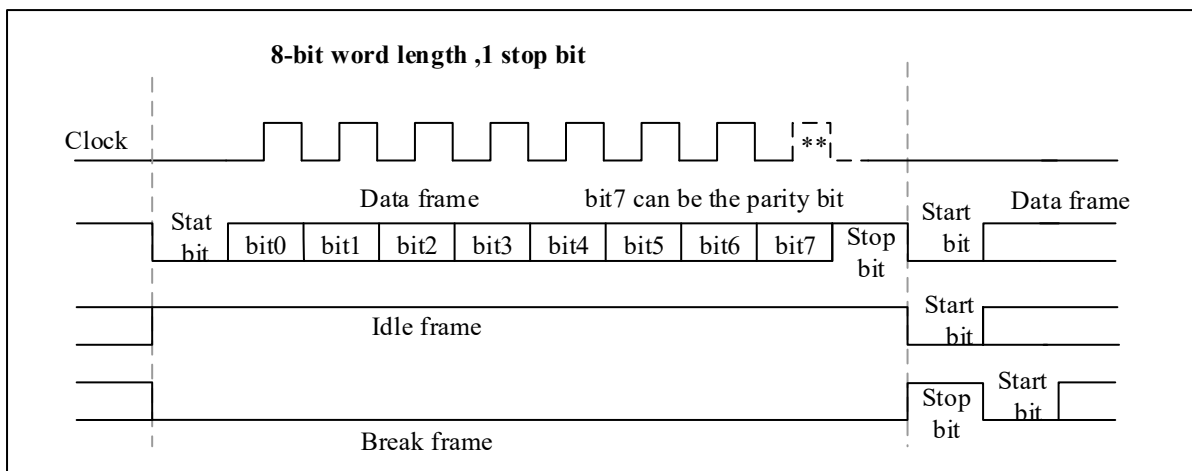 8-bit word length ,1 stop bit
Clock
**
Data frame
bit7 can be the parity bit
Stat
bit
bit0
bit1
bit2
bit3
bit4
bit5
bit6
bit7
Stop
bit
Start
bit
Data frame
Idle frame
Start
bit
Break frame
Stop
bit
Start
bit